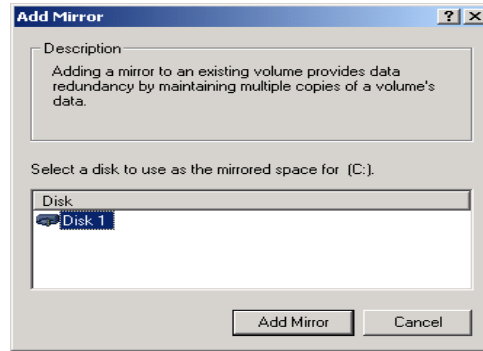 Add Mirror
?
Description
Adding a mirror to an existing volume provides data
redundancy by maintaining multiple copies of a volume's
data.
Select a disk to use as the mirrored space for (C:).
Disk
Disk 1
Add Mirror Cancel